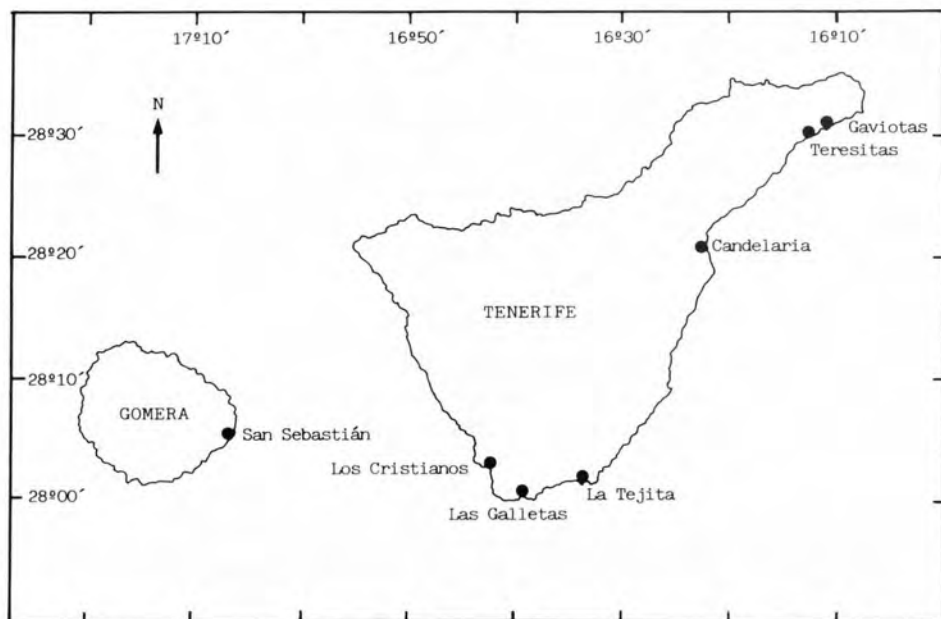 17º10´ 16º50´ 16º30´ 16º10´
N
28º30´
Gaviotas
Teresitas
28º20´
Candelaria
TENERIFE
28º10´
GOMERA
San Sebastián
Los Cristianos
28º00´
La Tejita
Las Galletas